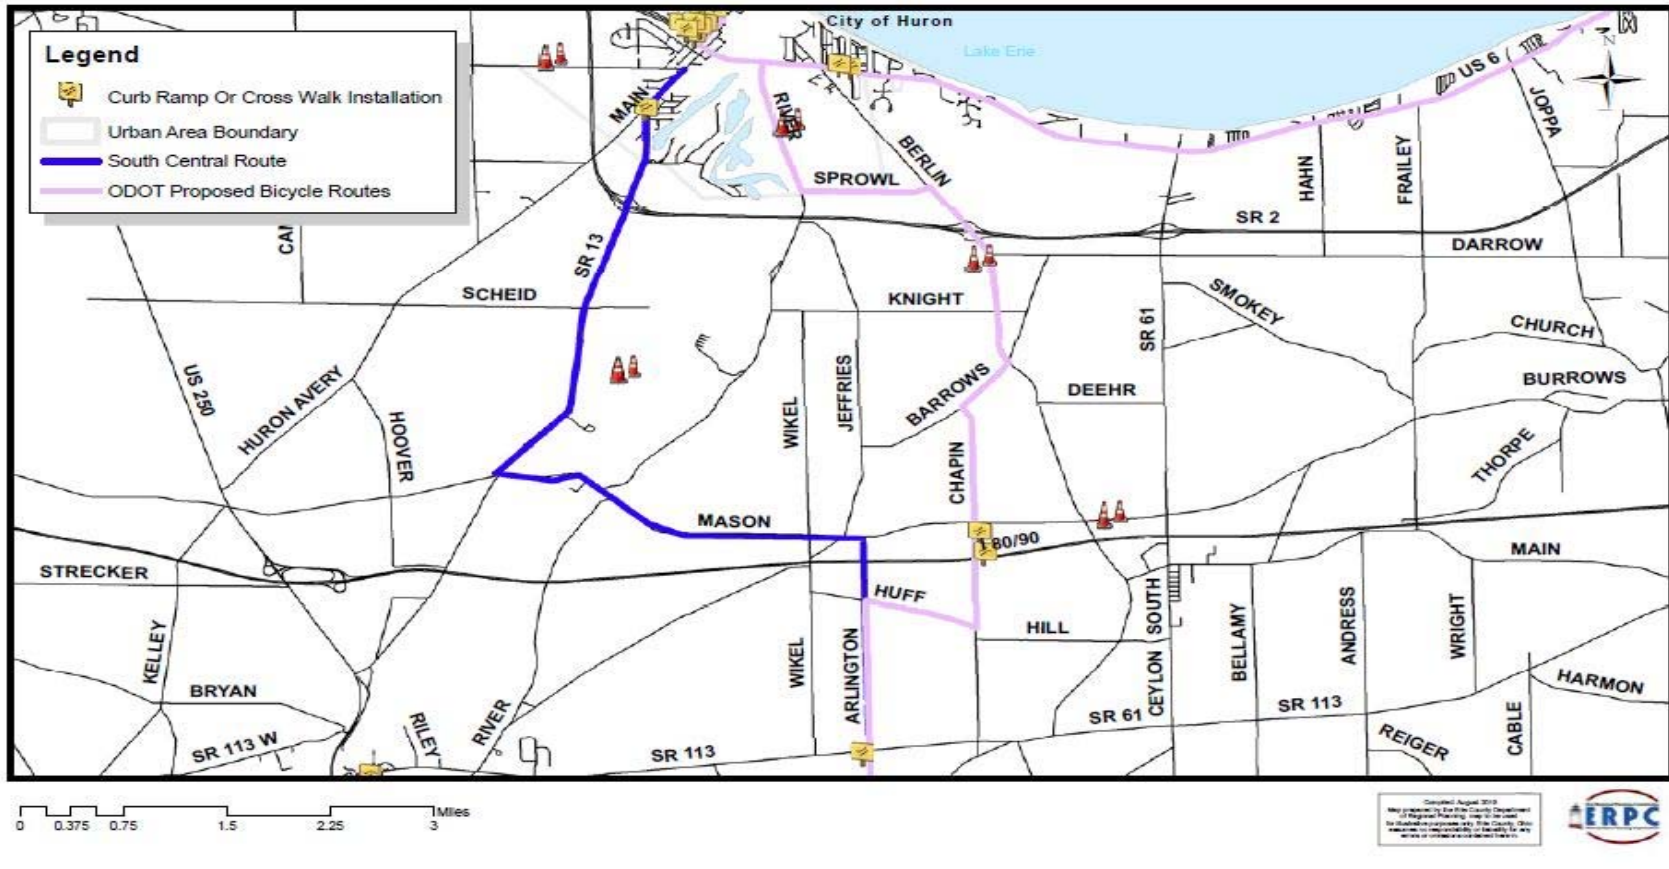 City of Huron
Legend
Curb Ramp Or Cross Walk Installation
Urban Area Boundary
South Central Route
ODOT Proposed Bicycle Routes
Lake Erie
N
US 6
MAIN
RIVER
JOPPA
BERLIN
SPROWL
HAHN
FRAILEY
SR 2
DARROW
SR 13
SCHEID
KNIGHT
SMOKEY
SR 61
CHURCH
US 250
HURON AVERY
HOOVER
WIKEL
JEFFRIES
BARROWS
DEEHR
BURROWS
THORPE
CHAPIN
MASON
80/90
MAIN
STRECKER
HUFF
HILL
KELLEY
WIKEL
ARLINGTON
CEYLON SOUTH
BELLAMY
ANDRESS
WRIGHT
HARMON
BRYAN
SR 113 W
RILEY
RIVER
SR 113
SR 61
SR 113
REIGER
CABLE
0 0.375 0.75 1.5 2.25 3 Miles
Compiled August 2019
ERPC